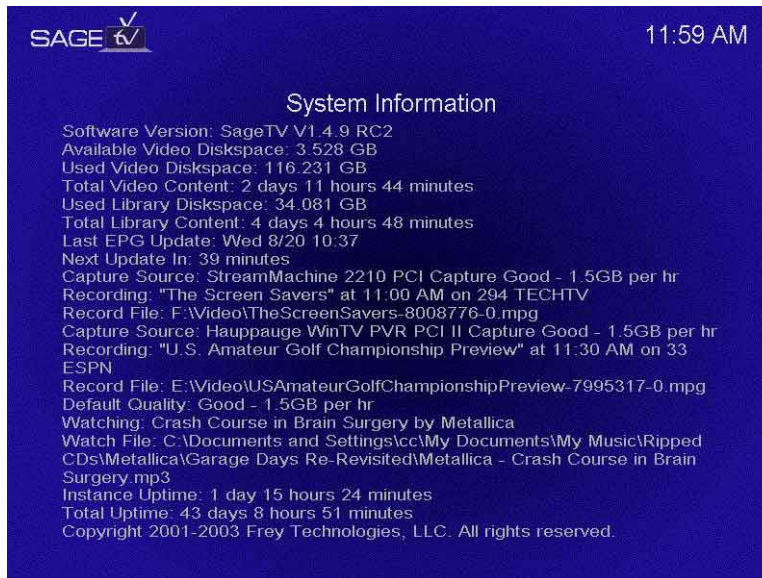 SAGE tv
11:59 AM
System Information
Software Version: SageTV V1.4.9 RC2
Available Video Diskspace: 3.528 GB
Used Video Diskspace: 116.231 GB
Total Video Content: 2 days 11 hours 44 minutes
Used Library Diskspace: 34.081 GB
Total Library Content: 4 days 4 hours 48 minutes
Last EPG Update: Wed 8/20 10:37
Next Update In: 39 minutes
Capture Source: StreamMachine 2210 PCI Capture Good - 1.5GB per hr
Recording: "The Screen Savers" at 11:00 AM on 294 TECHTV
Record File: F:\Video\TheScreenSavers-8008776-0.mpg
Capture Source: Hauppauge WinTV PVR PCI II Capture Good - 1.5GB per hr
Recording: "U.S. Amateur Golf Championship Preview" at 11:30 AM on 33
ESPN
Record File: E:\Video\USAmateurGolfChampionshipPreview-7995317-0.mpg
Default Quality: Good - 1.5GB per hr
Watching: Crash Course in Brain Surgery by Metallica
Watch File: C:\Documents and Settings\cc\My Documents\My Music\Ripped
CDs\Metallica\Garage Days Re-Revisited\Metallica - Crash Course in Brain
Surgery.mp3
Instance Uptime: 1 day 15 hours 24 minutes
Total Uptime: 43 days 8 hours 51 minutes
Copyright 2001-2003 Frey Technologies, LLC. All rights reserved.